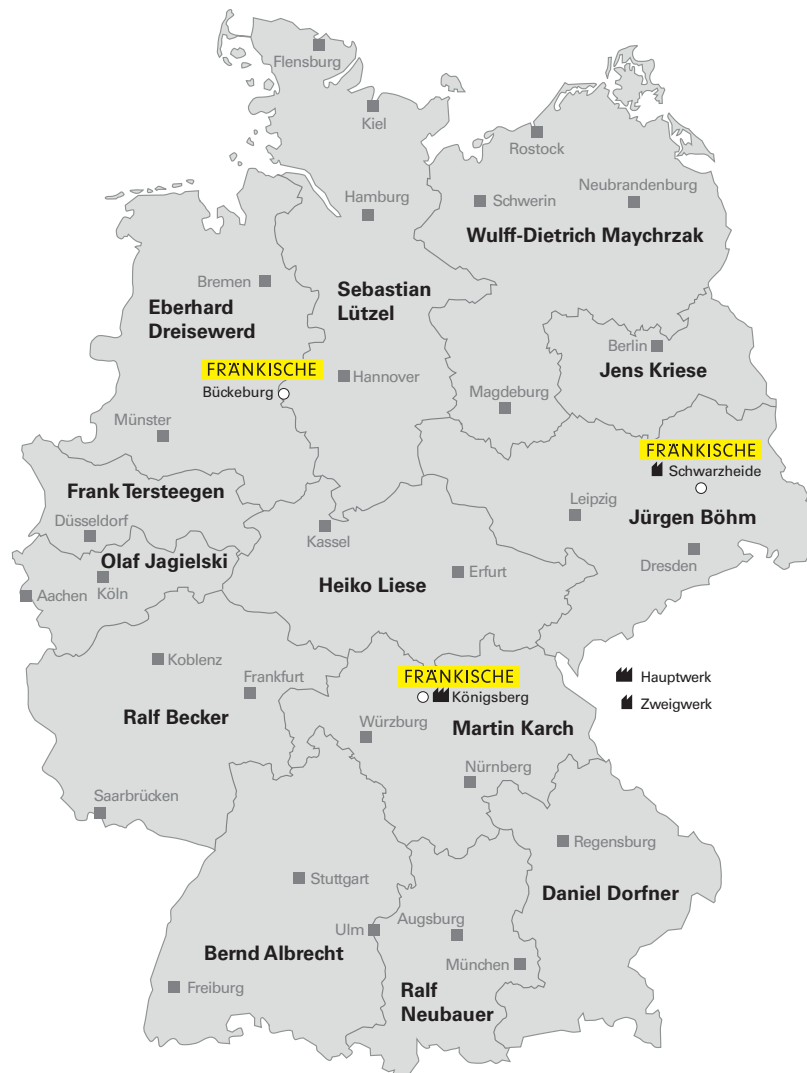 Flensburg
Kiel
Rostock
Hamburg
Schwerin
Neubrandenburg
Wulff-Dietrich Maychrzak
Bremen
Eberhard
Dreisewerd
Sebastian
Lützel
FRÄNKISCHE
Bückeburg
Hannover
Berlin
Jens Kriese
Magdeburg
Münster
FRÄNKISCHE
Schwarzheide
Frank Tersteegen
Düsseldorf
Leipzig
Jürgen Böhm
Kassel
Dresden
Olaf Jagielski
Aachen
Köln
Heiko Liese
Erfurt
Koblenz
Frankfurt
Ralf Becker
FRÄNKISCHE
Königsberg
Würzburg
Martin Karch
Hauptwerk
Zweigwerk
Nürnberg
Saarbrücken
Regensburg
Stuttgart
Daniel Dorfner
Ulm
Augsburg
Bernd Albrecht
München
Freiburg
Ralf
Neubauer